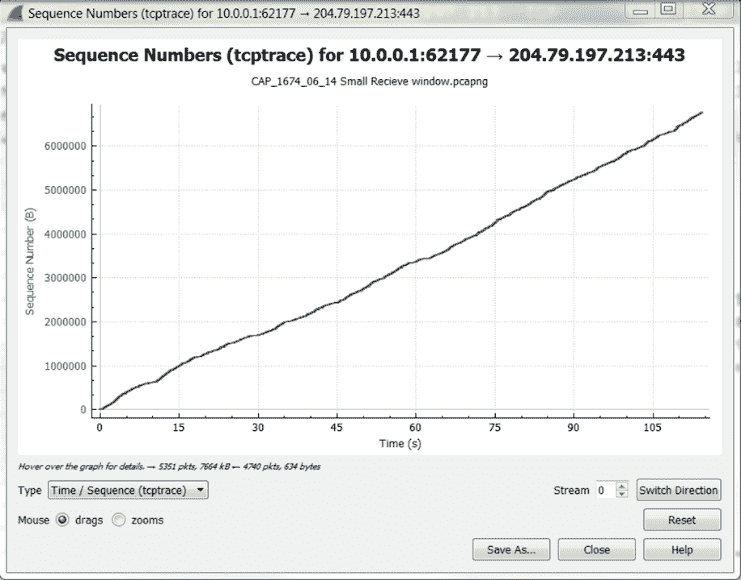 Sequence Numbers (tcptrace) for 10.0.0.1:62177 → 204.79.197.213:443
Sequence Numbers (tcptrace) for 10.0.0.1:62177 → 204.79.197.213:443
CAP_1674_06_14 Small Recieve window.pcapng
6000000
5000000
4000000
3000000
2000000
1000000
0
Sequence Number (B)
0 15 30 45 60 75 90 105
Time (s)
Hover over the graph for details. → 5351 pkts, 7664 kB ← 4740 pkts, 634 bytes
Type Time / Sequence (tcptrace) Stream 0 Switch Direction
Mouse drags zooms Reset
Save As... Close Help